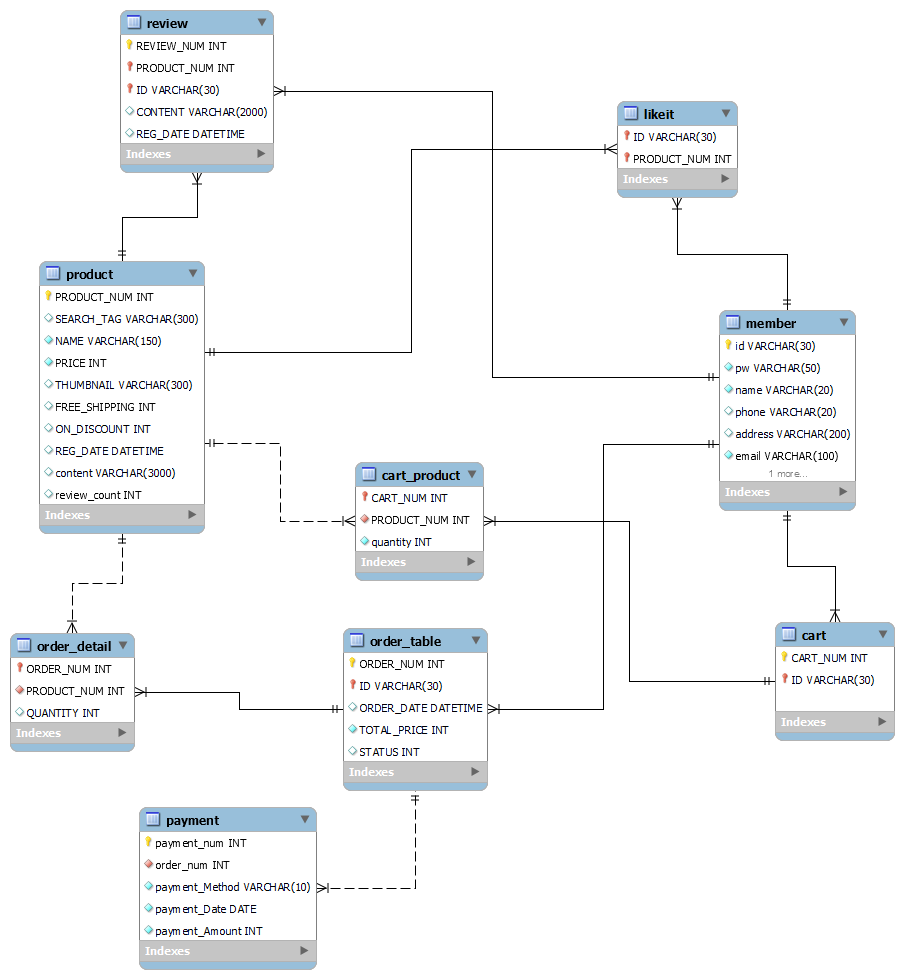 review
REVIEW_NUM INT
PRODUCT_NUM INT
ID VARCHAR(30)
CONTENT VARCHAR(2000)
REG_DATE DATETIME
Indexes
likeit
ID VARCHAR(30)
PRODUCT_NUM INT
Indexes
product
PRODUCT_NUM INT
SEARCH_TAG VARCHAR(300)
NAME VARCHAR(150)
PRICE INT
THUMBNAIL VARCHAR(300)
FREE_SHIPPING INT
ON_DISCOUNT INT
REG_DATE DATETIME
content VARCHAR(3000)
review_count INT
Indexes
member
id VARCHAR(30)
pw VARCHAR(50)
name VARCHAR(20)
phone VARCHAR(20)
address VARCHAR(200)
email VARCHAR(100)
1 more...
Indexes
cart_product
CART_NUM INT
PRODUCT_NUM INT
quantity INT
Indexes
order_detail
ORDER_NUM INT
PRODUCT_NUM INT
QUANTITY INT
Indexes
order_table
ORDER_NUM INT
ID VARCHAR(30)
ORDER_DATE DATETIME
TOTAL_PRICE INT
STATUS INT
Indexes
cart
CART_NUM INT
ID VARCHAR(30)
Indexes
payment
payment_num INT
order_num INT
payment_Method VARCHAR(10)
payment_Date DATE
payment_Amount INT
Indexes